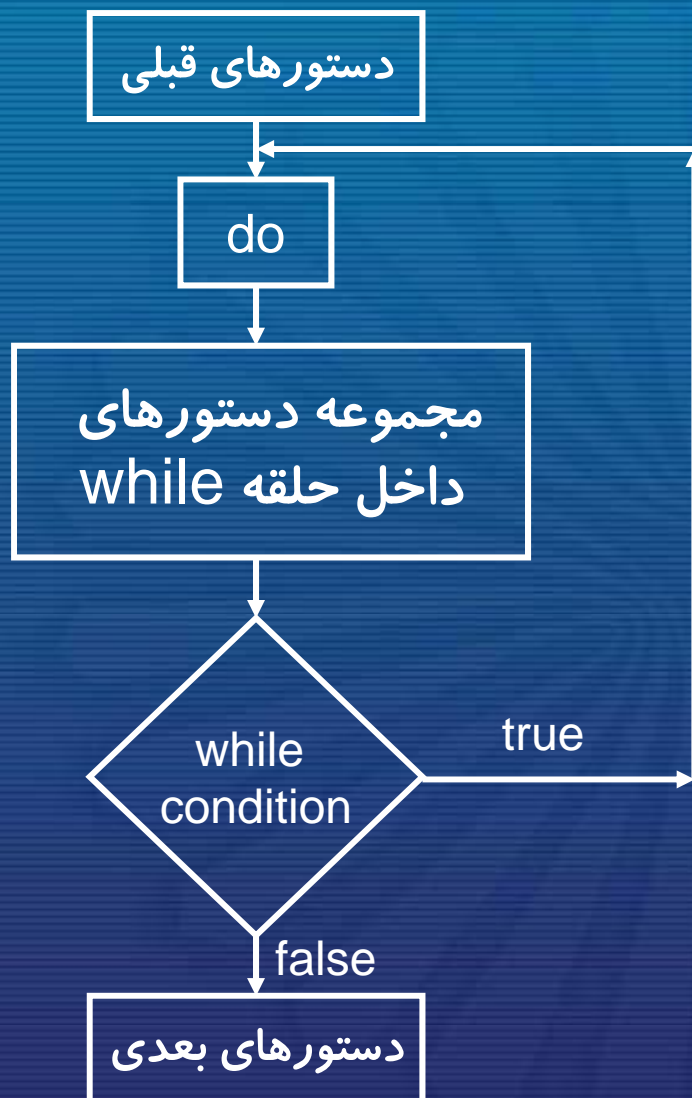 دستورهای قبلی
do
مجموعه دستورهای
داخل حلقه while
while
condition
true
false
دستورهای بعدی